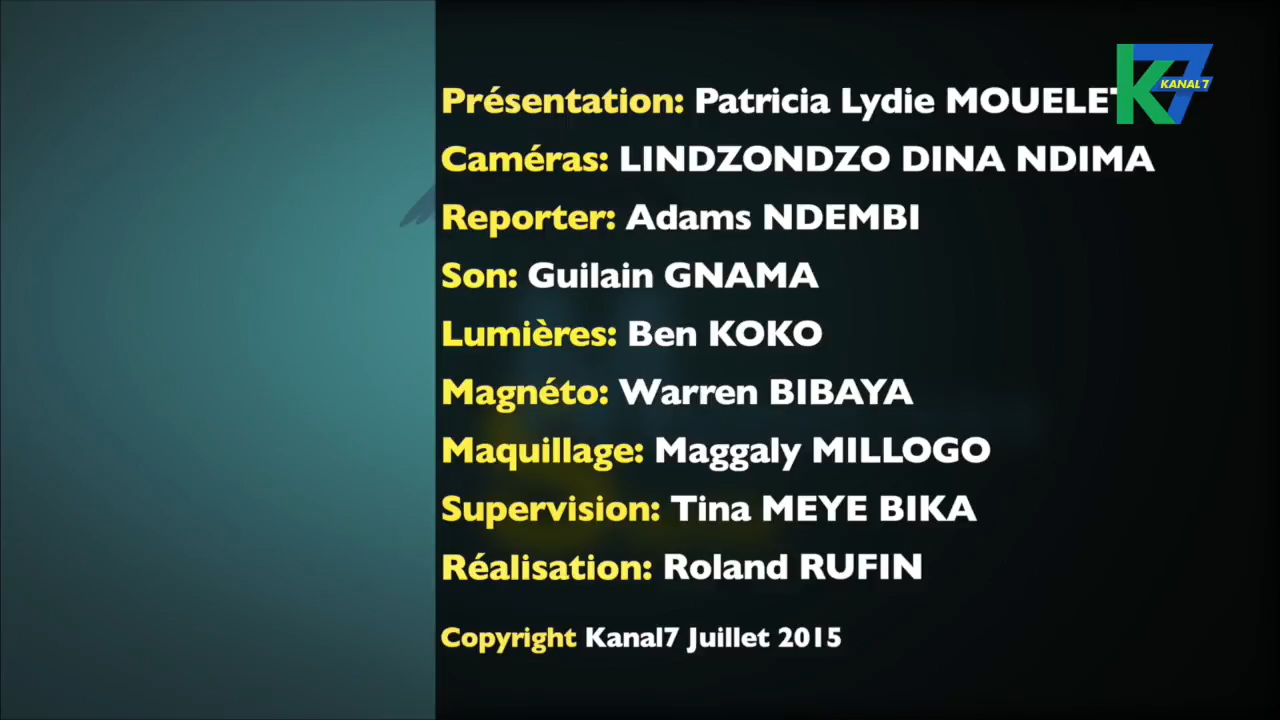 Présentation: Patricia Lydie
KANAL7
Caméras: LINDZONDZO DINA NDIMA
Reporter: Adams NDEMBI
Son: Guilain GNAMA
Lumières: Ben KOKO
Magnéto: Warren BIBAYA
Maquillage: Maggaly MILLOGO
Supervision: Tina MEYE BIKA
Réalisation: Roland RUFIN
Copyright Kanal7 Juillet 2015